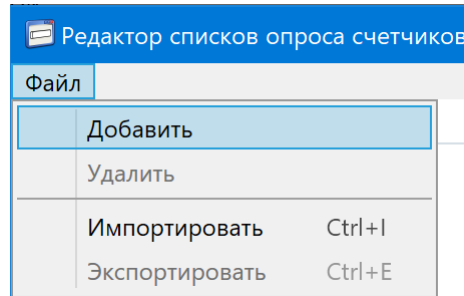 Редактор списков опроса счетчиков
Файл
Добавить
Удалить
Импортировать Ctrl+I
Экспортировать Ctrl+E